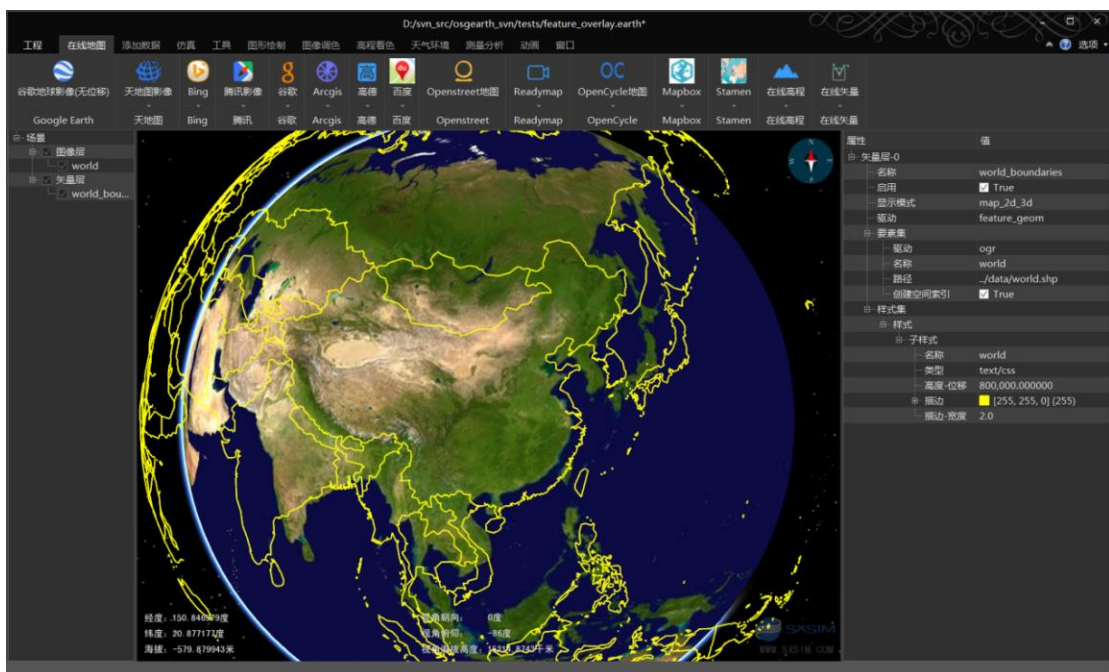 D:/svn_src/osgearth_svn/tests/feature_overlay.earth*
工程 在线地图 添加数据 仿真 工具 图形绘制 图像调色 高程着色 天气环境 测量分析 动画 窗口 选项
谷歌地球影像(无位移) 天地图影像 Bing 腾讯影像 谷歌 Arcgis 高德 百度 Openstreet地图 Readymap OpenCycle地图 Mapbox Stamen 在线高程 在线矢量
Google Earth 天地图 Bing 腾讯 谷歌 Arcgis 高德 百度 Openstreet Readymap OpenCycle Mapbox Stamen 在线高程 在线矢量
场景
图像层
world
矢量层
world_bou...
属性 值
矢量层-0
名称 world_boundaries
启用 True
显示模式 map_2d_3d
驱动 feature_geom
要素集
驱动 ogr
名称 world
路径 ../data/world.shp
创建空间索引 True
样式集
样式
子样式
名称 world
类型 text/css
高度-位移 800,000.000000
描边 [255, 255, 0] (255)
描边-宽度 2.0
经度: 视角朝向: 0度
纬度: 20.877177度 视角俯仰: -86度
海拔: -579.879943米
SXSIM
WWW.SXSIM.COM